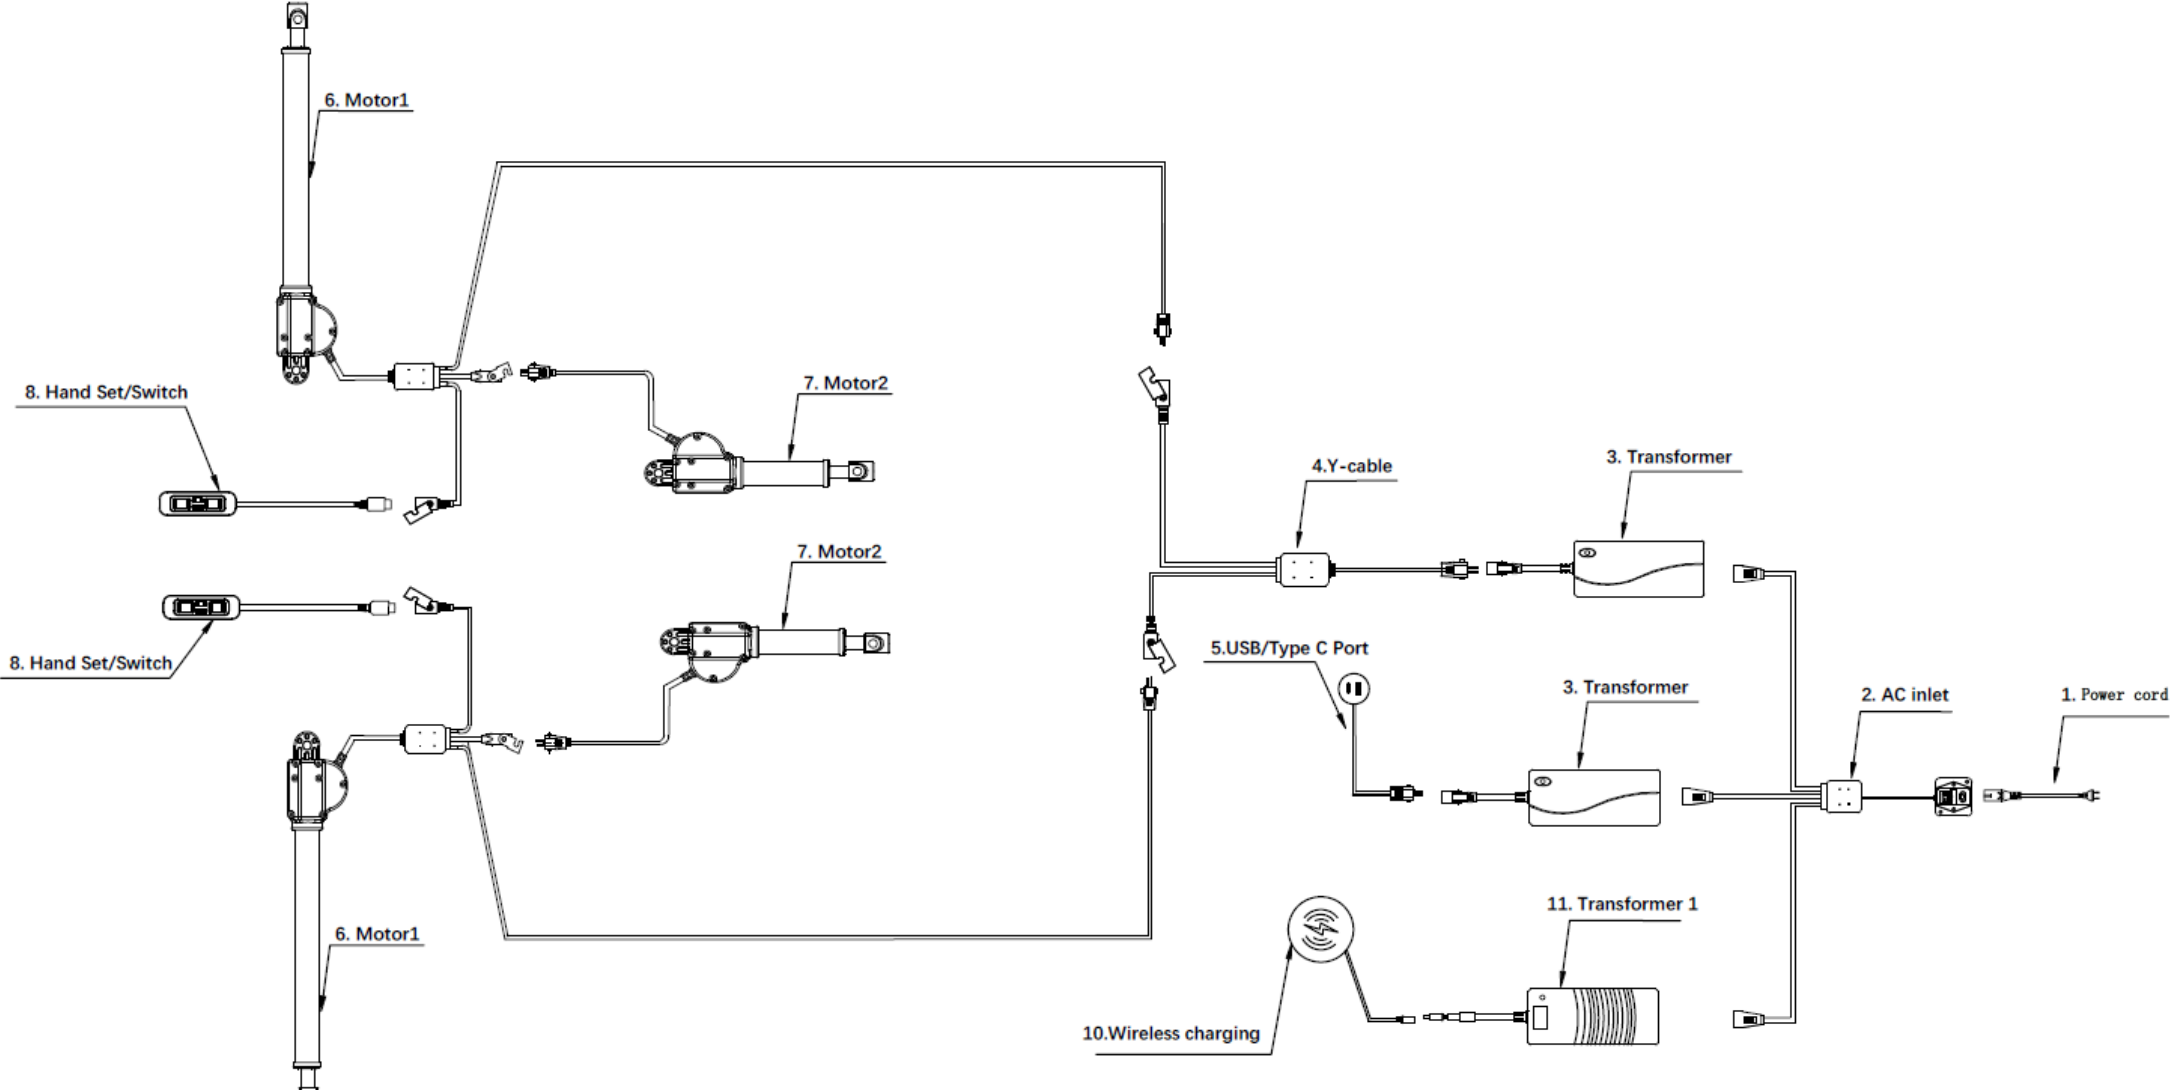 6. Motor1
8. Hand Set/Switch
7. Motor2
4.Y-cable
3. Transformer
7. Motor2
8. Hand Set/Switch
5.USB/Type C Port
3. Transformer
2. AC inlet
1. Power cord
6. Motor1
11. Transformer 1
10.Wireless charging